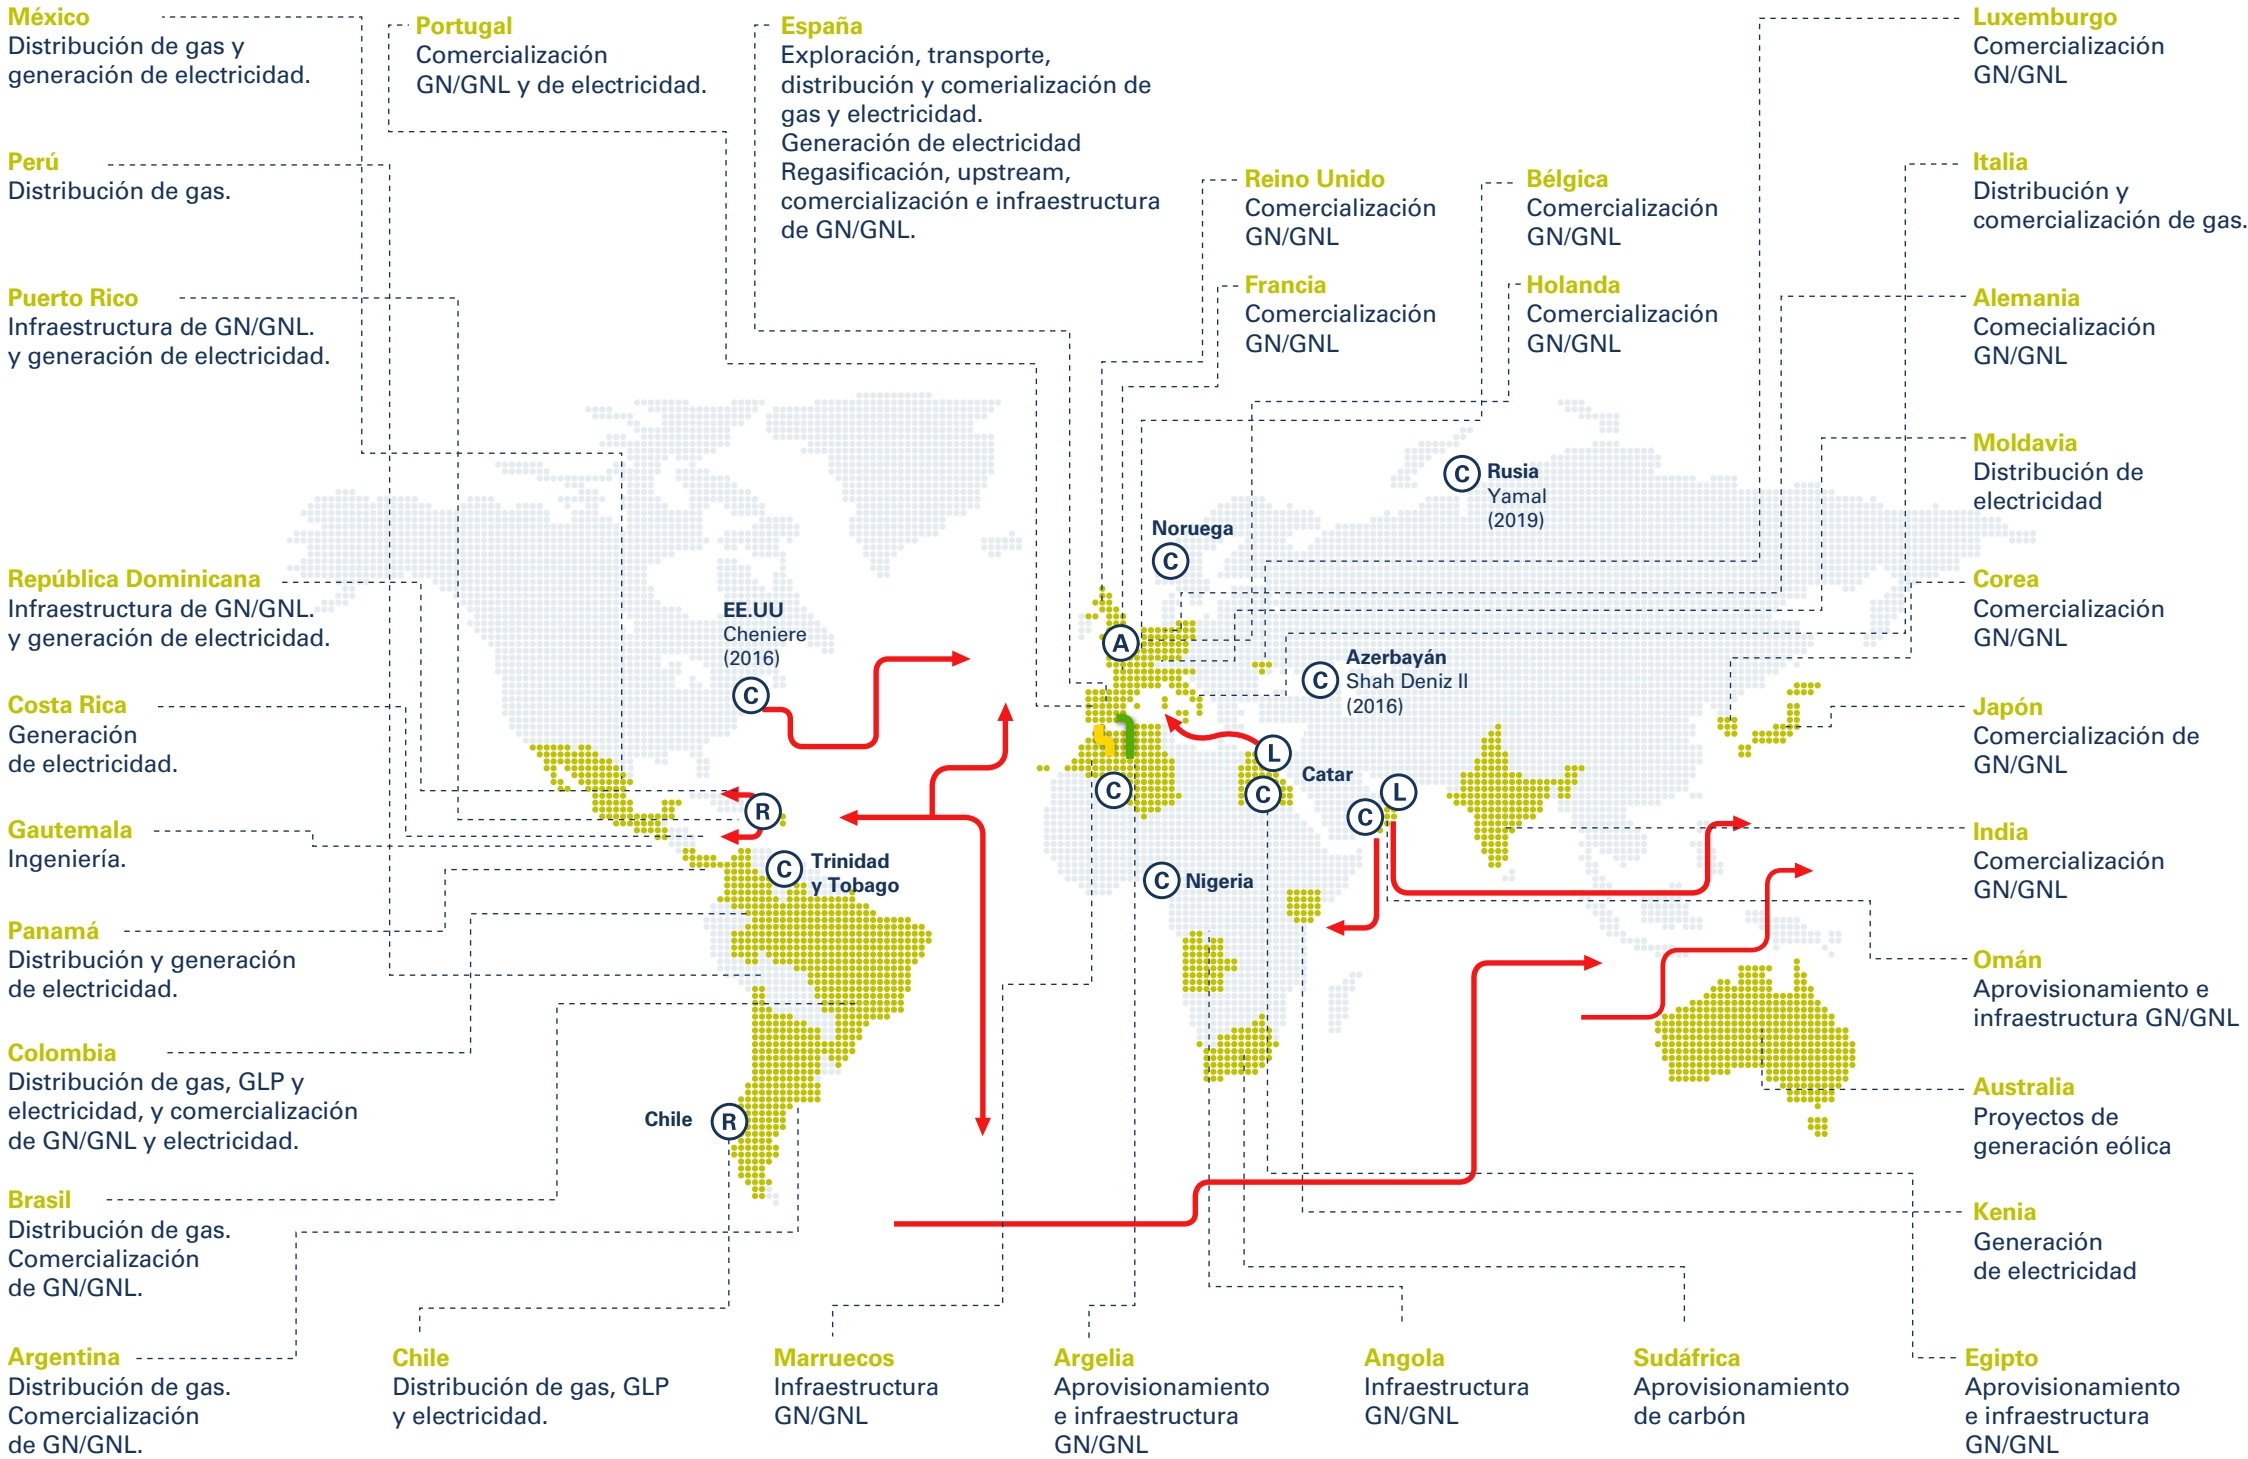 México
Distribución de gas y
generación de electricidad.
Portugal
Comercialización
GN/GNL y de electricidad.
España
Exploración, transporte,
distribución y comerialización de
gas y electricidad.
Generación de electricidad
Regasificación, upstream,
comercialización e infraestructura
de GN/GNL.
Luxemburgo
Comercialización
GN/GNL
Perú
Distribución de gas.
Reino Unido
Comercialización
GN/GNL
Bélgica
Comercialización
GN/GNL
Italia
Distribución y
comercialización de gas.
Puerto Rico
Infraestructura de GN/GNL.
y generación de electricidad.
Francia
Comercialización
GN/GNL
Holanda
Comercialización
GN/GNL
Alemania
Comecialización
GN/GNL
Moldavia
Distribución de
electricidad
C
Rusia
Yamal
(2019)
Noruega
C
República Dominicana
Infraestructura de GN/GNL.
y generación de electricidad.
EE.UU
Cheniere
(2016)
C
A
C
Azerbayán
Shah Deniz II
(2016)
Corea
Comercialización
GN/GNL
Costa Rica
Generación
de electricidad.
Japón
Comercialización de
GN/GNL
L
C
C
Catar
L
C
R
Gautemala
Ingeniería.
C
Trinidad
y Tobago
C
Nigeria
India
Comercialización
GN/GNL
Panamá
Distribución y generación
de electricidad.
Omán
Aprovisionamiento e
infraestructura GN/GNL
Colombia
Distribución de gas, GLP y
electricidad, y comercialización
de GN/GNL y electricidad.
Chile
R
Australia
Proyectos de
generación eólica
Brasil
Distribución de gas.
Comercialización
de GN/GNL.
Kenia
Generación
de electricidad
Argentina
Distribución de gas.
Comercialización
de GN/GNL.
Chile
Distribución de gas, GLP
y electricidad.
Marruecos
Infraestructura
GN/GNL
Argelia
Aprovisionamiento
e infraestructura
GN/GNL
Angola
Infraestructura
GN/GNL
Sudáfrica
Aprovisionamiento
de carbón
Egipto
Aprovisionamiento
e infraestructura
GN/GNL